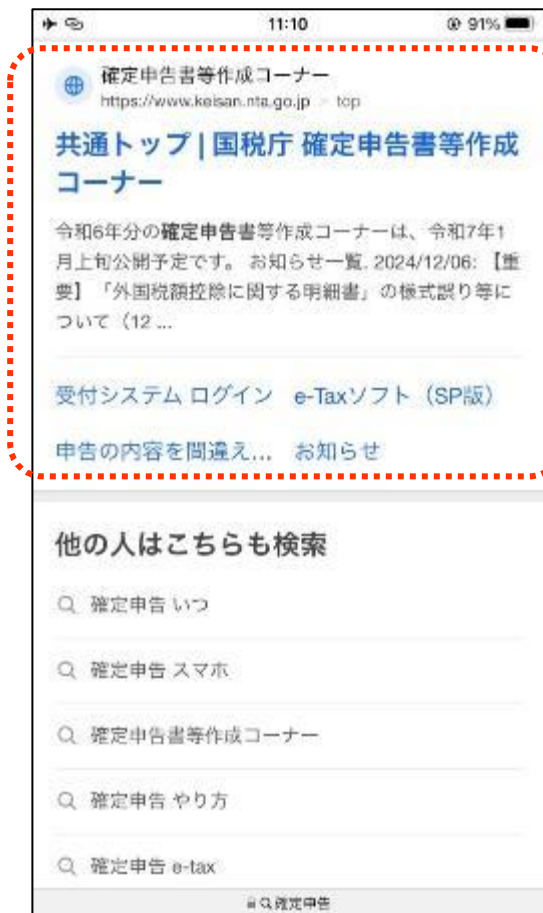 11:10
91%
確定申告書等作成コーナー
https://www.keisan.nta.go.jp › top
共通トップ | 国税庁 確定申告書等作成
コーナー
令和6年分の確定申告書等作成コーナーは、令和7年1
月上旬公開予定です。 お知らせ一覧. 2024/12/06: 【重
要】「外国税額控除に関する明細書」の様式誤り等に
ついて（12 ...
受付システム ログイン e-Taxソフト（SP版）
申告の内容を間違え... お知らせ
他の人はこちらも検索
確定申告 いつ
確定申告 スマホ
確定申告書等作成コーナー
確定申告 やり方
確定申告 e-tax
確定申告